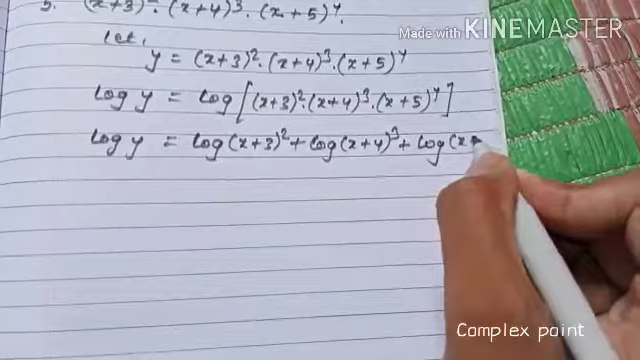 3. (x+3)². (x+4)³. (x+5)⁴.
Let,
y = (x+3)². (x+4)³. (x+5)⁴
log y = log [(x+3)². (x+4)³. (x+5)⁴]
log y = log (x+3)² + log (x+4)³ + log (x
Made with KINEMASTER
Complex point